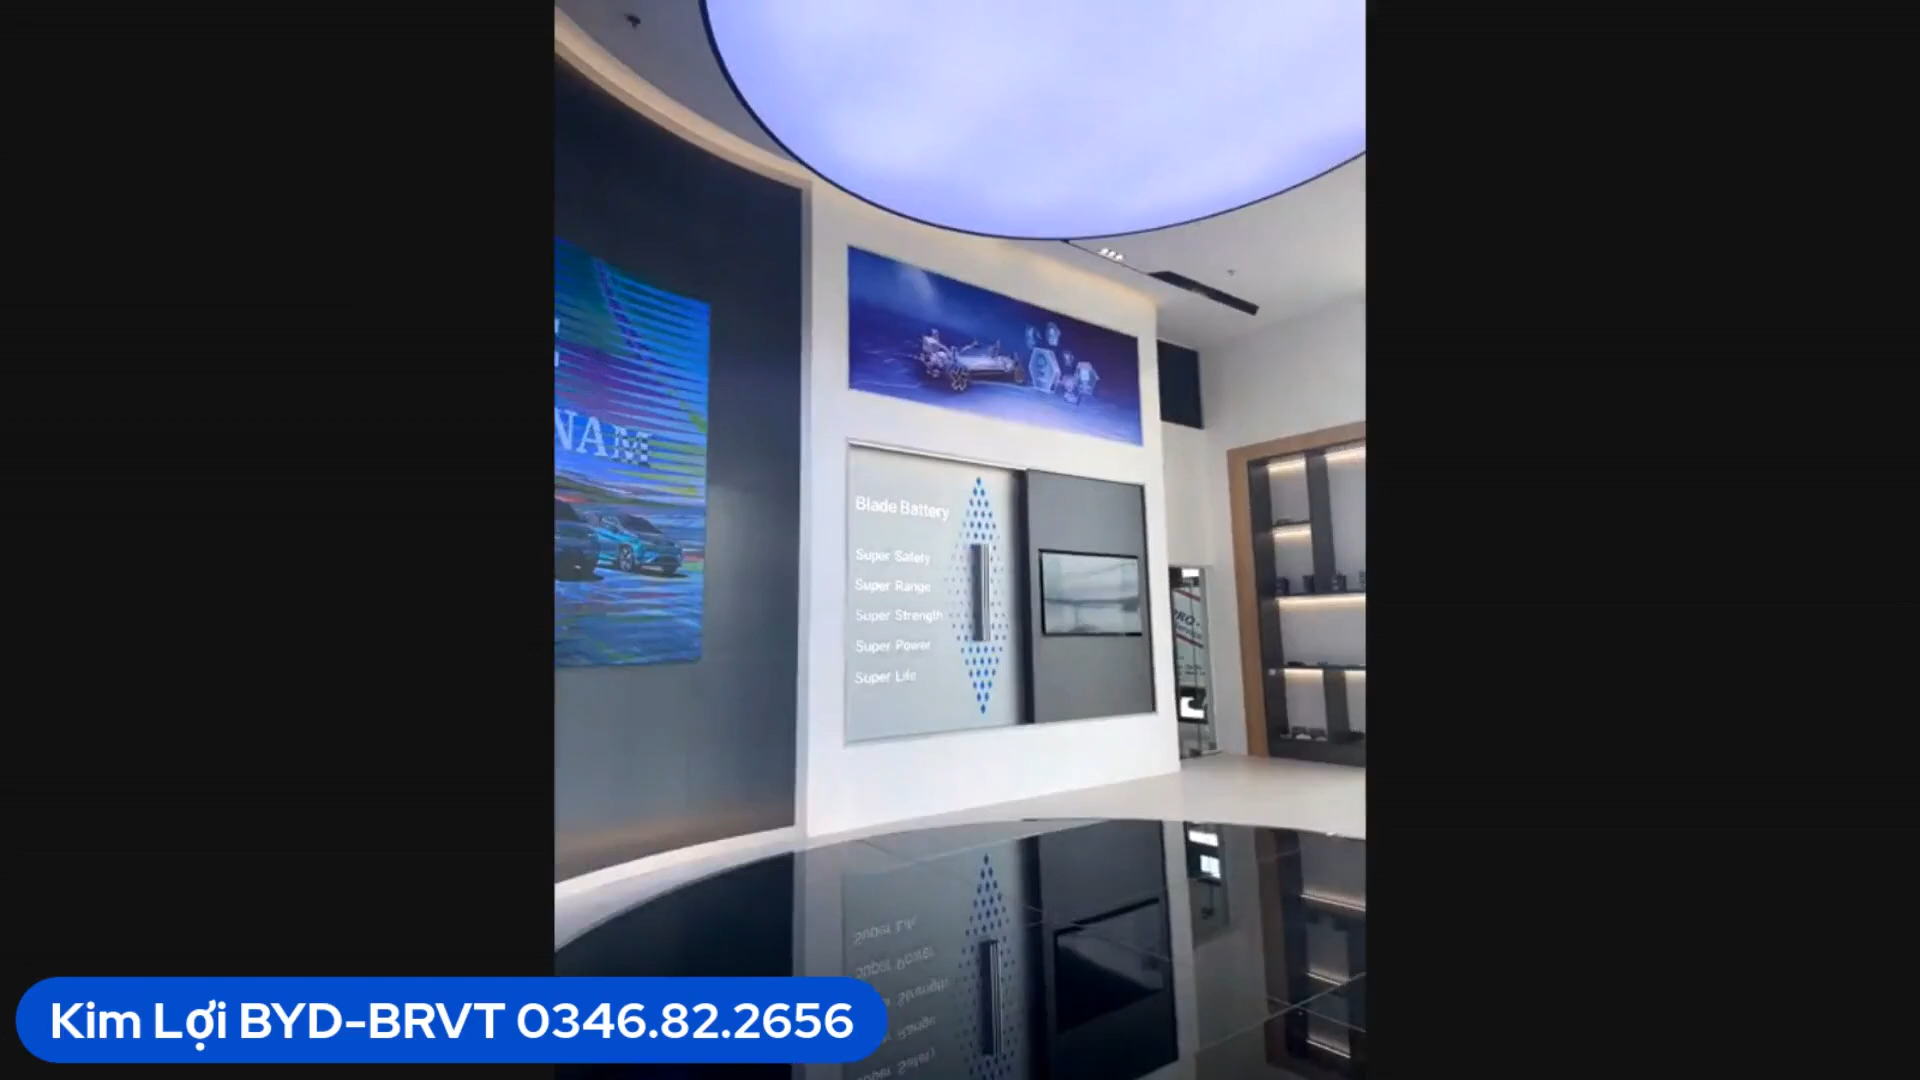 NAM
Blade Battery
Super Safety
Super Range
Super Strength
Super Power
Super Life
Kim Lợi BYD-BRVT 0346.82.2656